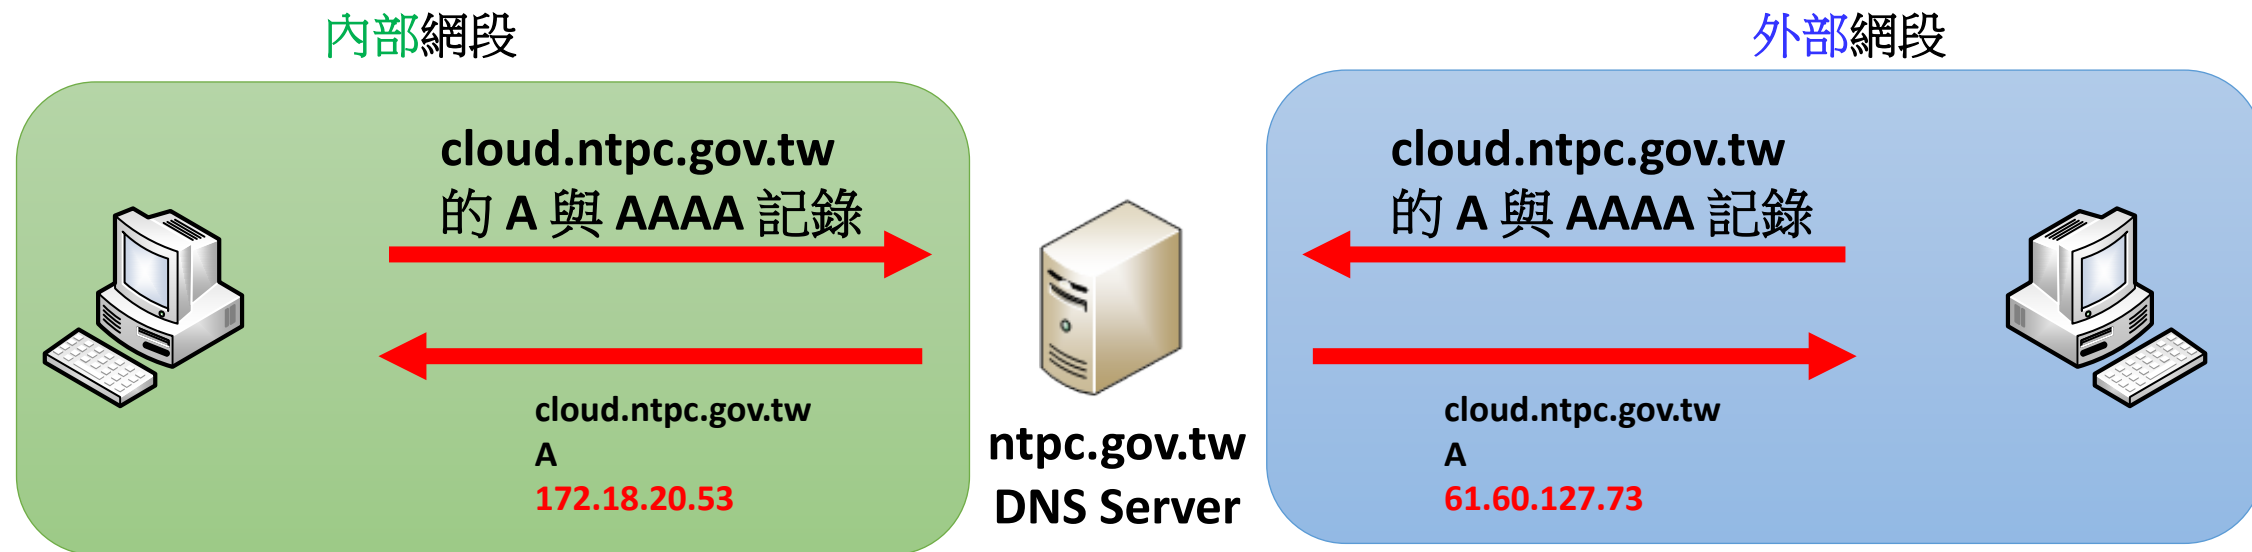 內部網段
外部網段
cloud.ntpc.gov.tw
的 A 與 AAAA 記錄
cloud.ntpc.gov.tw
A
172.18.20.53
ntpc.gov.tw
DNS Server
cloud.ntpc.gov.tw
的 A 與 AAAA 記錄
cloud.ntpc.gov.tw
A
61.60.127.73